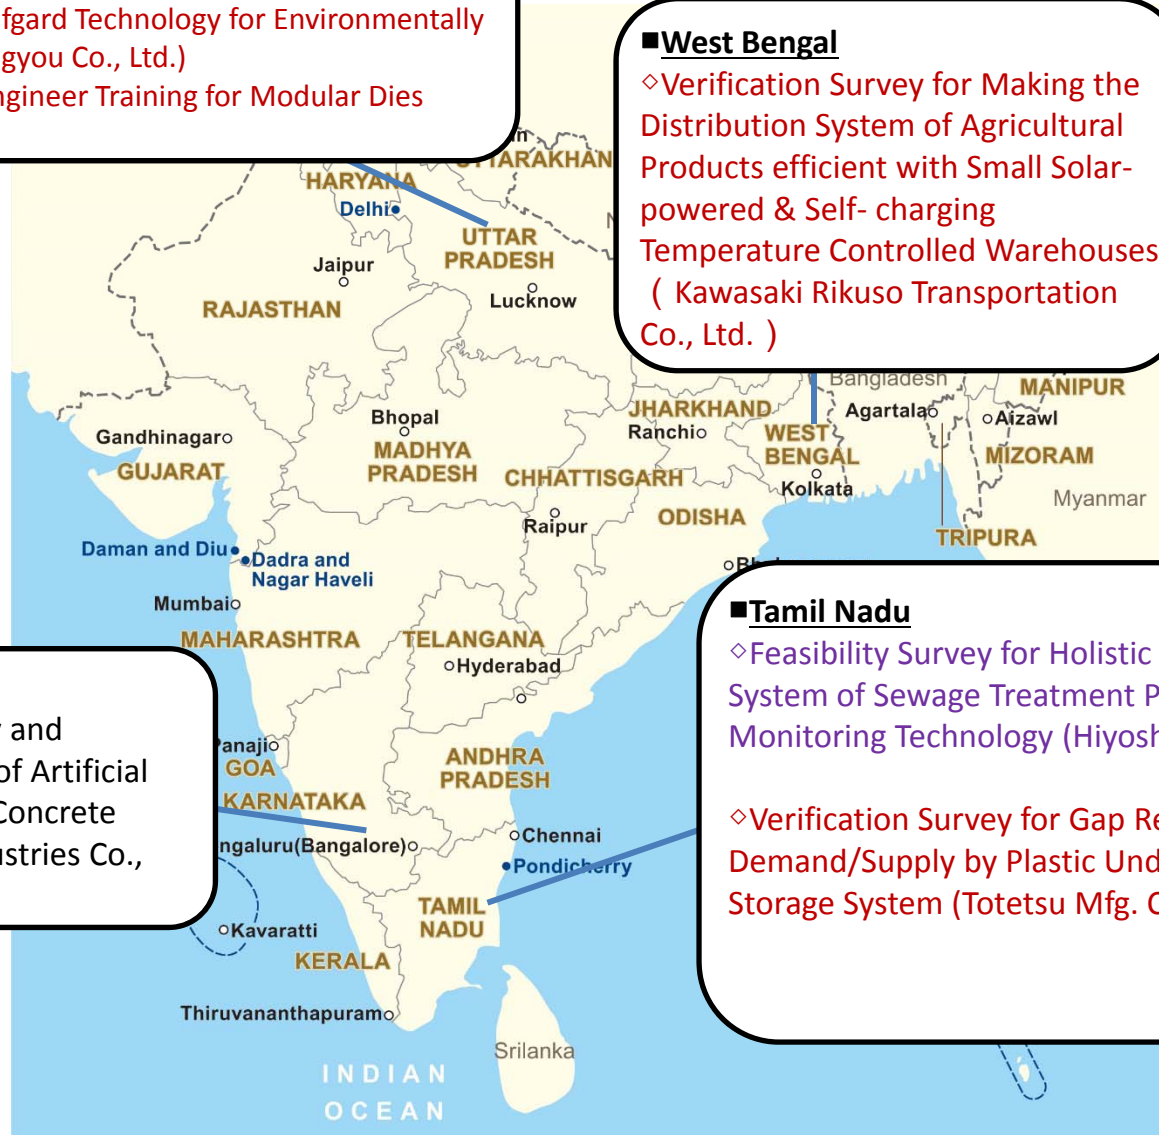 fgard Technology for Environmentally
gyou Co., Ltd.)
ngineer Training for Modular Dies
■West Bengal
◇Verification Survey for Making the
Distribution System of Agricultural
Products efficient with Small Solar-
powered & Self- charging
Temperature Controlled Warehouses
( Kawasaki Rikuso Transportation
Co., Ltd. )
UTTARAKHAN
HARYANA
Delhi
UTTAR
PRADESH
Jaipur
Lucknow
RAJASTHAN
Bangladesh
MANIPUR
Bhopal
JHARKHAND
Agartala
Aizawl
Gandhinagar
Ranchi
WEST
BENGAL
MADHYA
PRADESH
MIZORAM
GUJARAT
CHHATTISGARH
Kolkata
Myanmar
Raipur
ODISHA
TRIPURA
Daman and Diu
Dadra and
Nagar Haveli
Mumbai
MAHARASHTRA
TELANGANA
Hyderabad
■Tamil Nadu
◇Feasibility Survey for Holistic
System of Sewage Treatment P
Monitoring Technology (Hiyosh
◇Verification Survey for Gap Re
Demand/Supply by Plastic Und
Storage System (Totetsu Mfg. C
y and
of Artificial
Concrete
ustries Co.,
Panaji
GOA
ANDHRA
PRADESH
KARNATAKA
ngaluru(Bangalore)
Chennai
Pondicherry
TAMIL
NADU
Kavaratti
KERALA
Thiruvananthapuram
Srilanka
INDIAN
OCEAN